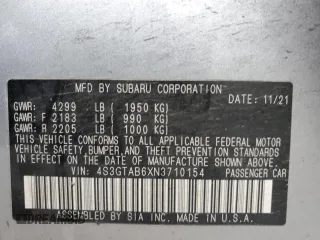 MFD BY SUBARU CORPORATION
DATE: 11/21
GVWR: 4299 LB ( 1950 KG)
GAWR: F 2183 LB ( 990 KG)
GAWR: R 2205 LB ( 1000 KG)
THIS VEHICLE CONFORMS TO ALL APPLICABLE FEDERAL MOTOR
VEHICLE SAFETY, BUMPER, AND THEFT PREVENTION STANDARDS
IN EFFECT ON THE DATE OF MANUFACTURE SHOWN ABOVE.
VIN: 4S3GTAB6XN3710154 PASSENGER CAR
ASSEMBLED BY SIA INC. MADE IN U.S.A.